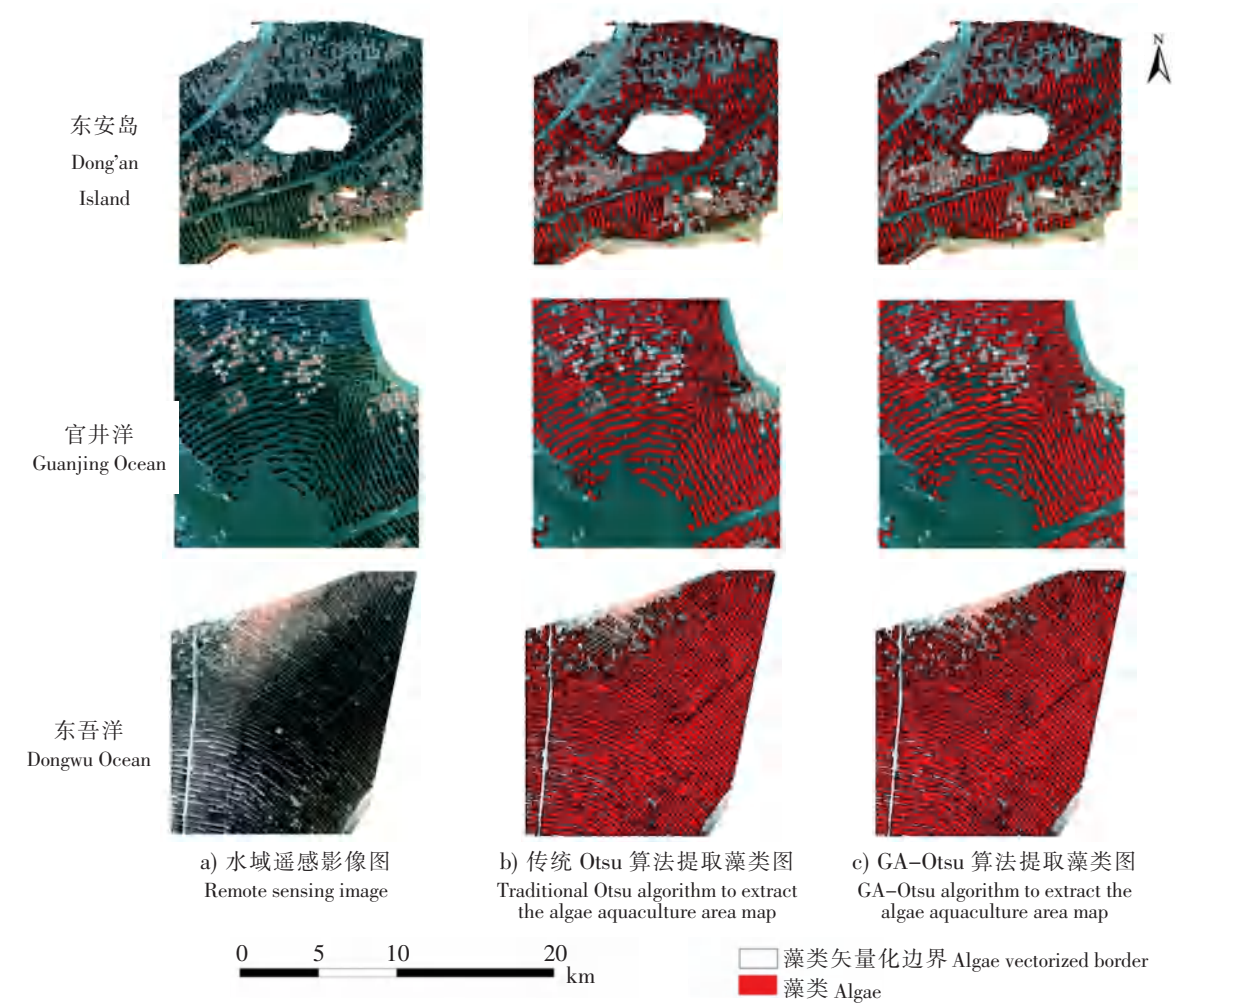 N
东安岛
Dong'an
Island
官井洋
Guanjing Ocean
东吾洋
Dongwu Ocean
a) 水域遥感影像图
Remote sensing image
b) 传统 Otsu 算法提取藻类图
Traditional Otsu algorithm to extract
the algae aquaculture area map
c) GA-Otsu 算法提取藻类图
GA-Otsu algorithm to extract the
algae aquaculture area map
0 5 10 20
km
藻类矢量化边界 Algae vectorized border
藻类 Algae